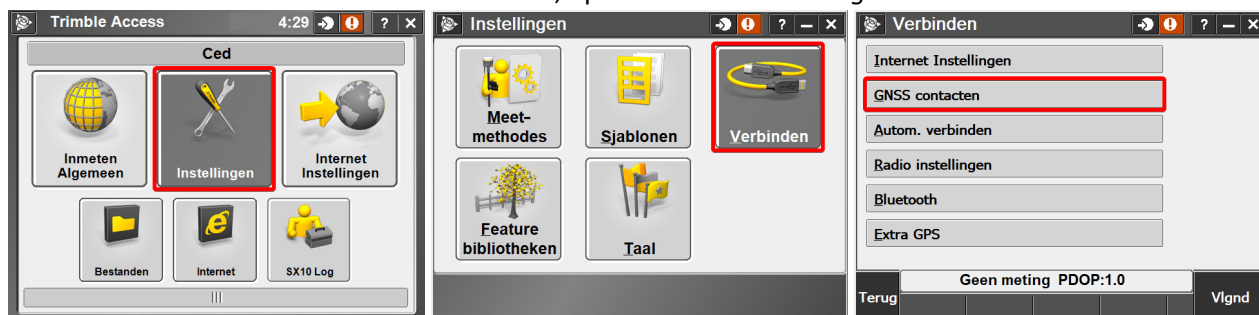 Trimble Access 4:29 ? X
Ced
Inmeten
Algemeen
Instellingen
Internet
Instellingen
Bestanden
Internet
SX10 Log
Instellingen ? – X
Meet-
methodes
Sjablonen
Verbinden
Feature
bibliotheken
Taal
Verbinden ? – X
Internet Instellingen
GNSS contacten
Autom. verbinden
Radio instellingen
Bluetooth
Extra GPS
Geen meting PDOP:1.0
Terug
Vlgnd